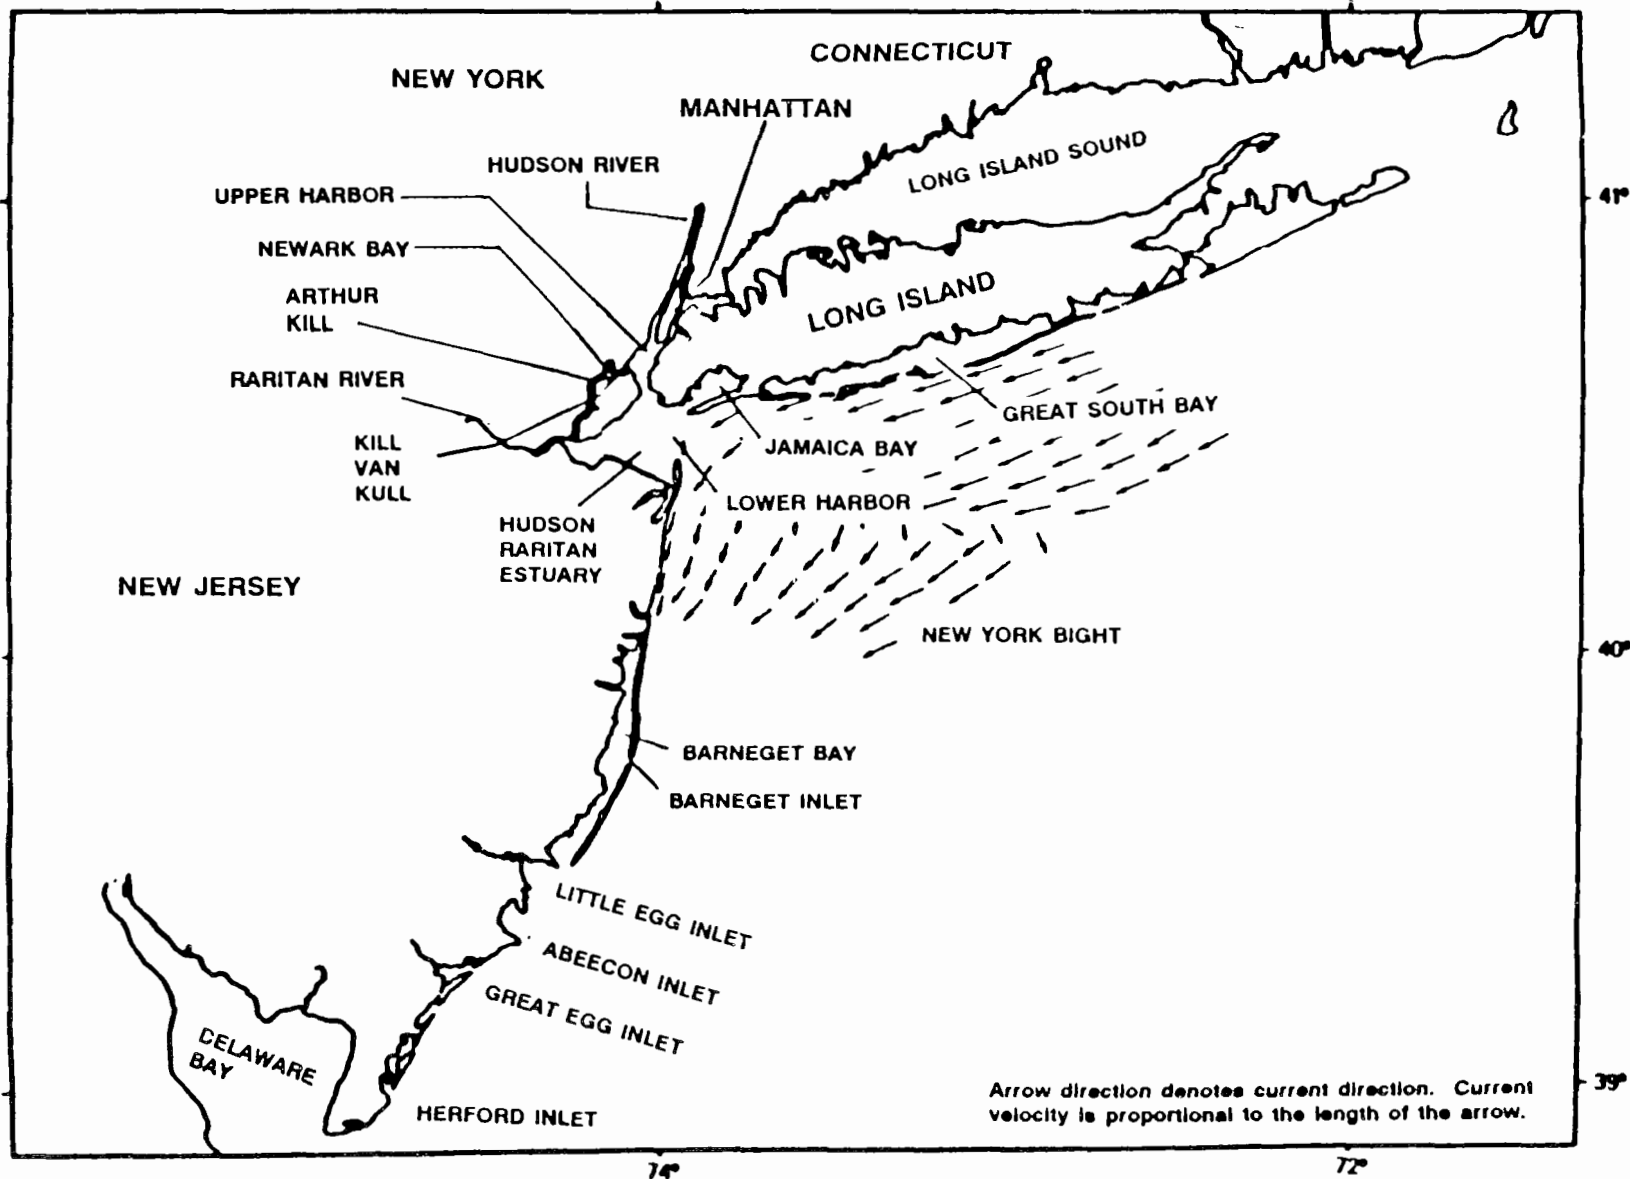 CONNECTICUT
NEW YORK
MANHATTAN
HUDSON RIVER
LONG ISLAND SOUND
UPPER HARBOR
41°
NEWARK BAY
ARTHUR
KILL
LONG ISLAND
RARITAN RIVER
GREAT SOUTH BAY
KILL
VAN
KULL
JAMAICA BAY
LOWER HARBOR
HUDSON
RARITAN
ESTUARY
NEW JERSEY
NEW YORK BIGHT
40°
BARNEGET BAY
BARNEGET INLET
LITTLE EGG INLET
ABEECON INLET
GREAT EGG INLET
DELAWARE
BAY
HERFORD INLET
39°
Arrow direction denotes current direction. Current
velocity is proportional to the length of the arrow.
74°
72°